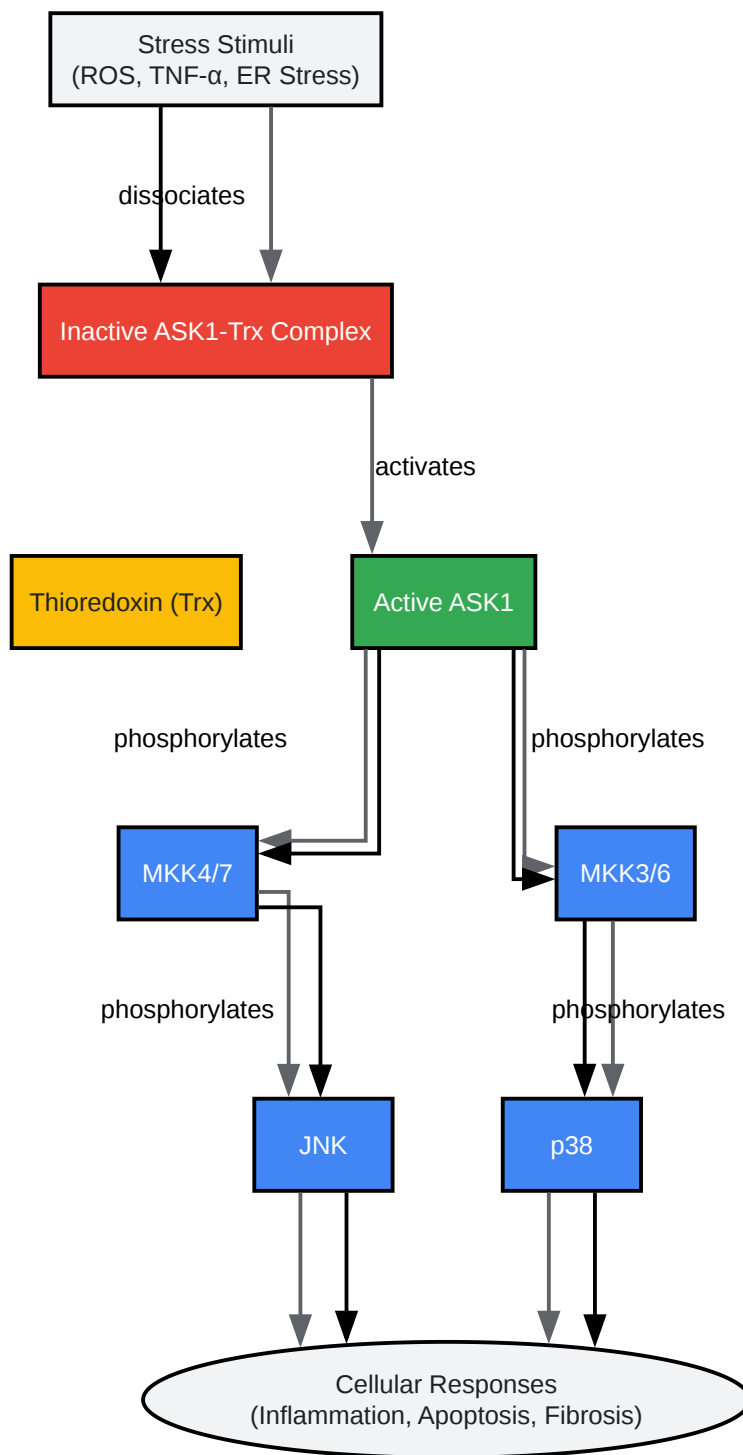 Stress Stimuli
(ROS, TNF-α, ER Stress)
dissociates
Inactive ASK1-Trx Complex
activates
Thioredoxin (Trx)
Active ASK1
phosphorylates
phosphorylates
MKK4/7
MKK3/6
phosphorylates
phosphorylates
JNK
p38
Cellular Responses
(Inflammation, Apoptosis, Fibrosis)